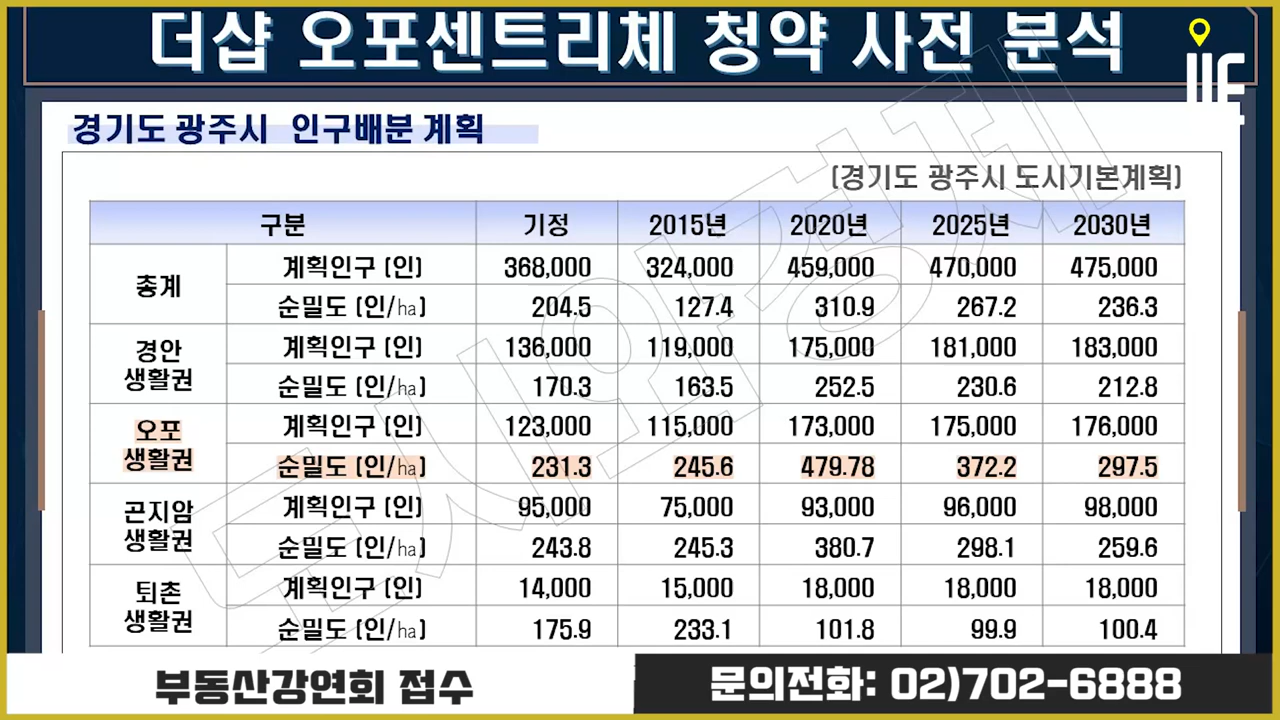 더샵 오포센트리체 청약 사전 분석
경기도 광주시 인구배분 계획
(경기도 광주시 도시기본계획)
구분 기정 2015년 2020년 2025년 2030년
총계 계획인구 (인) 368,000 324,000 459,000 470,000 475,000
순밀도 (인/ha) 204.5 127.4 310.9 267.2 236.3
경안 생활권 계획인구 (인) 136,000 119,000 175,000 181,000 183,000
순밀도 (인/ha) 170.3 163.5 252.5 230.6 212.8
오포 생활권 계획인구 (인) 123,000 115,000 173,000 175,000 176,000
순밀도 (인/ha) 231.3 245.6 479.78 372.2 297.5
곤지암 생활권 계획인구 (인) 95,000 75,000 93,000 96,000 98,000
순밀도 (인/ha) 243.8 245.3 380.7 298.1 259.6
퇴촌 생활권 계획인구 (인) 14,000 15,000 18,000 18,000 18,000
순밀도 (인/ha) 175.9 233.1 101.8 99.9 100.4
부동산강연회 접수 문의전화: 02)702-6888